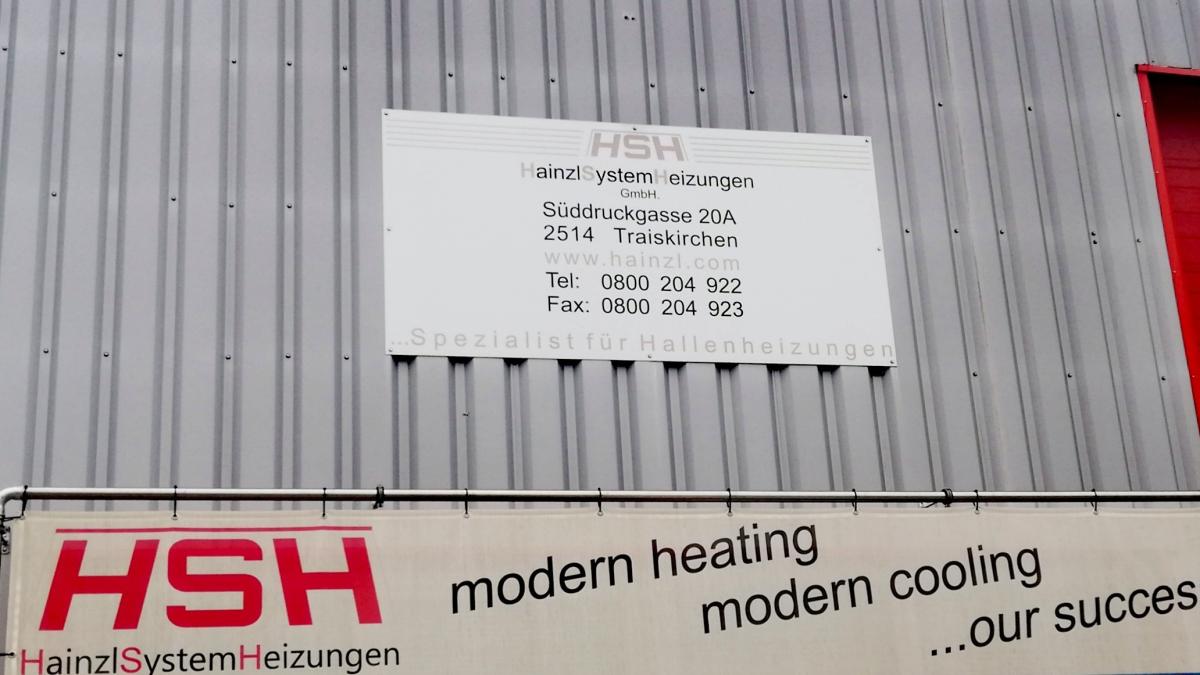 HSH
HainzlSystemHeizungen
GmbH.
Süddruckgasse 20A
2514 Traiskirchen
www.hainzl.com
Tel: 0800 204 922
Fax: 0800 204 923
...Spezialist für Hallenheizungen
HSH
HainzlSystemHeizungen
modern heating
modern cooling
...our succes